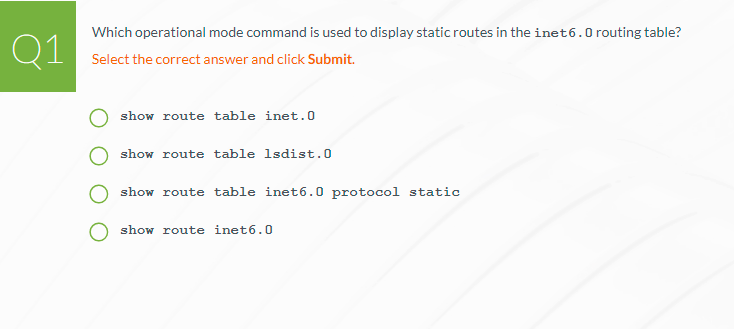 Q1
Which operational mode command is used to display static routes in the inet6.0 routing table?
Select the correct answer and click Submit.
show route table inet.0
show route table lsdist.0
show route table inet6.0 protocol static
show route inet6.0